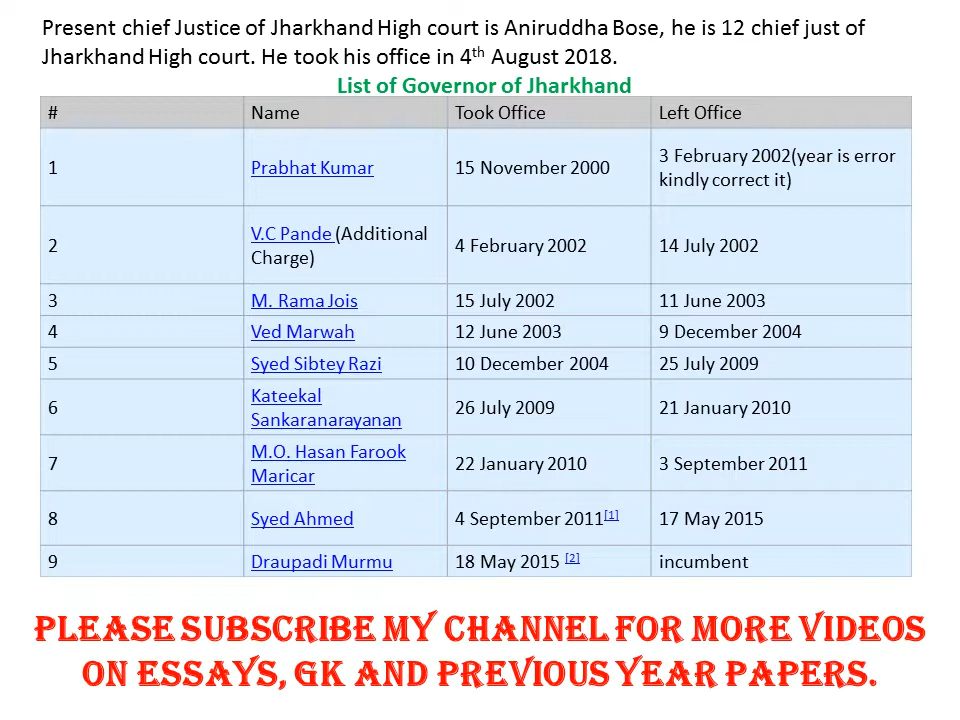 Present chief Justice of Jharkhand High court is Aniruddha Bose, he is 12 chief just of
Jharkhand High court. He took his office in 4th August 2018.
List of Governor of Jharkhand
# Name Took Office Left Office
1 Prabhat Kumar 15 November 2000 3 February 2002(year is error
kindly correct it)
2 V.C Pande (Additional
Charge) 4 February 2002 14 July 2002
3 M. Rama Jois 15 July 2002 11 June 2003
4 Ved Marwah 12 June 2003 9 December 2004
5 Syed Sibtey Razi 10 December 2004 25 July 2009
6 Kateekal
Sankaranarayanan 26 July 2009 21 January 2010
7 M.O. Hasan Farook
Maricar 22 January 2010 3 September 2011
8 Syed Ahmed 4 September 2011[1] 17 May 2015
9 Draupadi Murmu 18 May 2015 [2] incumbent
PLEASE SUBSCRIBE MY CHANNEL FOR MORE VIDEOS
ON ESSAYS, GK AND PREVIOUS YEAR PAPERS.